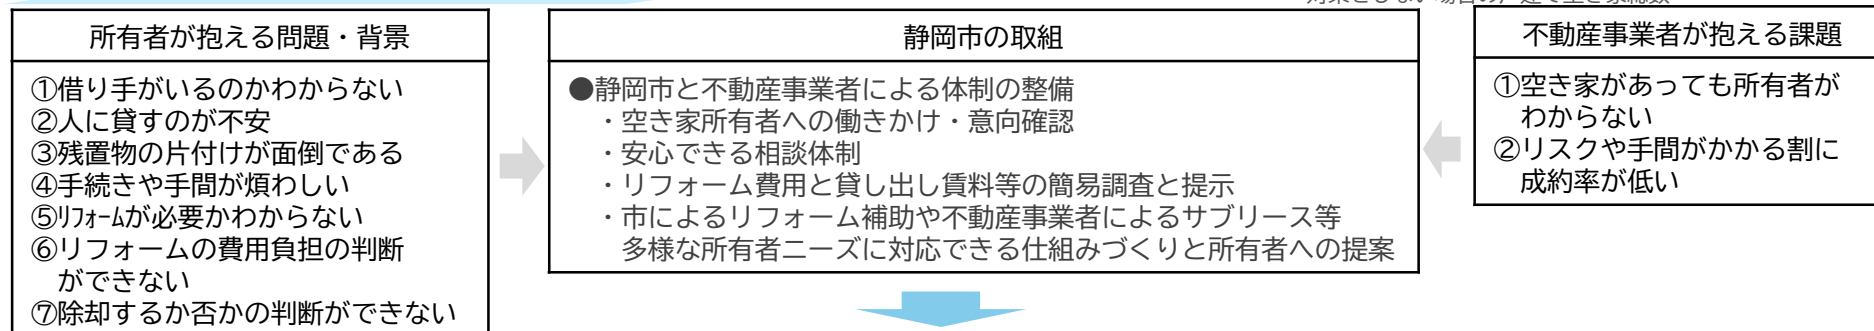 所有者が抱える問題・背景
①借り手がいるのかわからない
②人に貸すのが不安
③残置物の片付けが面倒である
④手続きや手間が煩わしい
⑤ﾘﾌｫｰﾑが必要かわからない
⑥リフォームの費用負担の判断
ができない
⑦除却するか否かの判断ができない
静岡市の取組
●静岡市と不動産事業者による体制の整備
・空き家所有者への働きかけ・意向確認
・安心できる相談体制
・リフォーム費用と貸し出し賃料等の簡易調査と提示
・市によるリフォーム補助や不動産事業者によるサブリース等
多様な所有者ニーズに対応できる仕組みづくりと所有者への提案
不動産事業者が抱える課題
①空き家があっても所有者が
わからない
②リスクや手間がかかる割に
成約率が低い